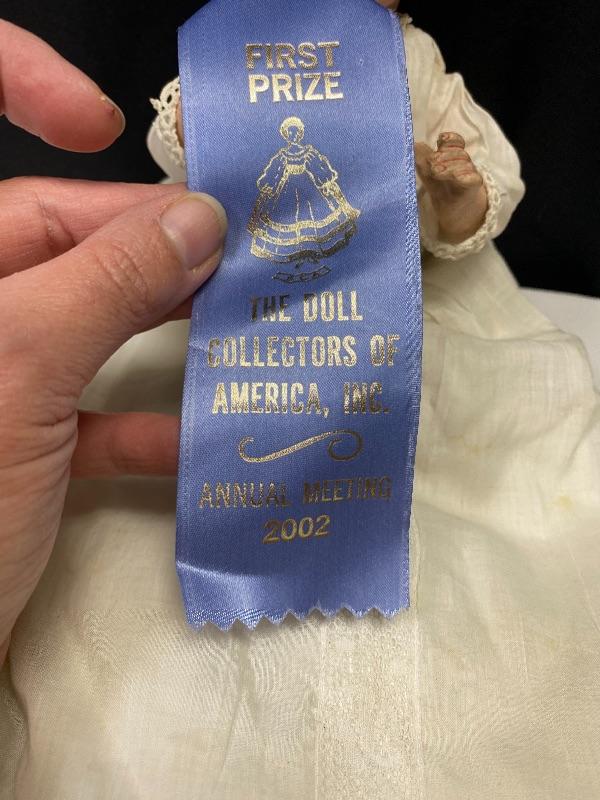 FIRST
PRIZE
THE DOLL
COLLECTORS OF
AMERICA, INC.
ANNUAL MEETING
2002